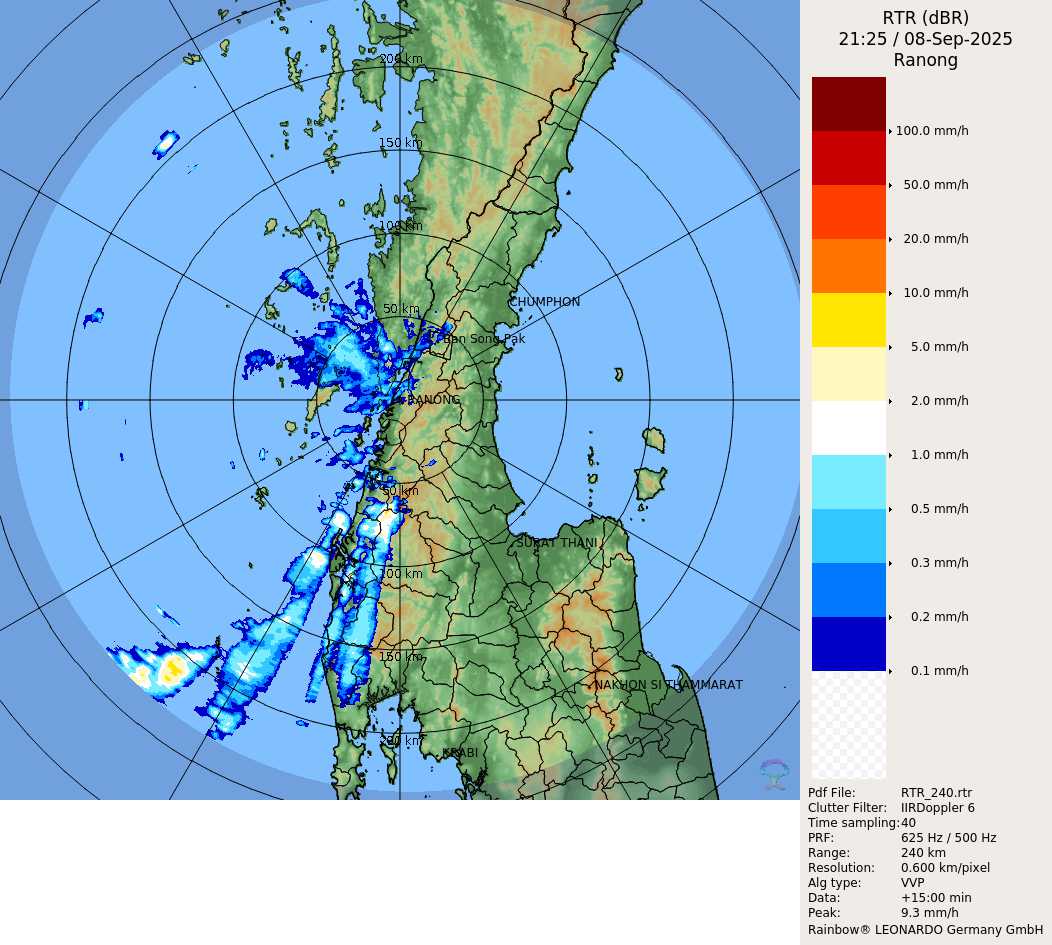 RTR (dBR)
21:25 / 08-Sep-2025
Ranong
200 km
150 km
100 km
50 km
CHUMPHON
Ban Song Pak
RANONG
50 km
SURAT THANI
100 km
150 km
NAKHON SI THAMMARAT
200 km
KRABI
100.0 mm/h
50.0 mm/h
20.0 mm/h
10.0 mm/h
5.0 mm/h
2.0 mm/h
1.0 mm/h
0.5 mm/h
0.3 mm/h
0.2 mm/h
0.1 mm/h
Pdf File: RTR_240.rtr
Clutter Filter: IIRDoppler 6
Time sampling:40
PRF: 625 Hz / 500 Hz
Range: 240 km
Resolution: 0.600 km/pixel
Alg type: VVP
Data: +15:00 min
Peak: 9.3 mm/h
Rainbow® LEONARDO Germany GmbH